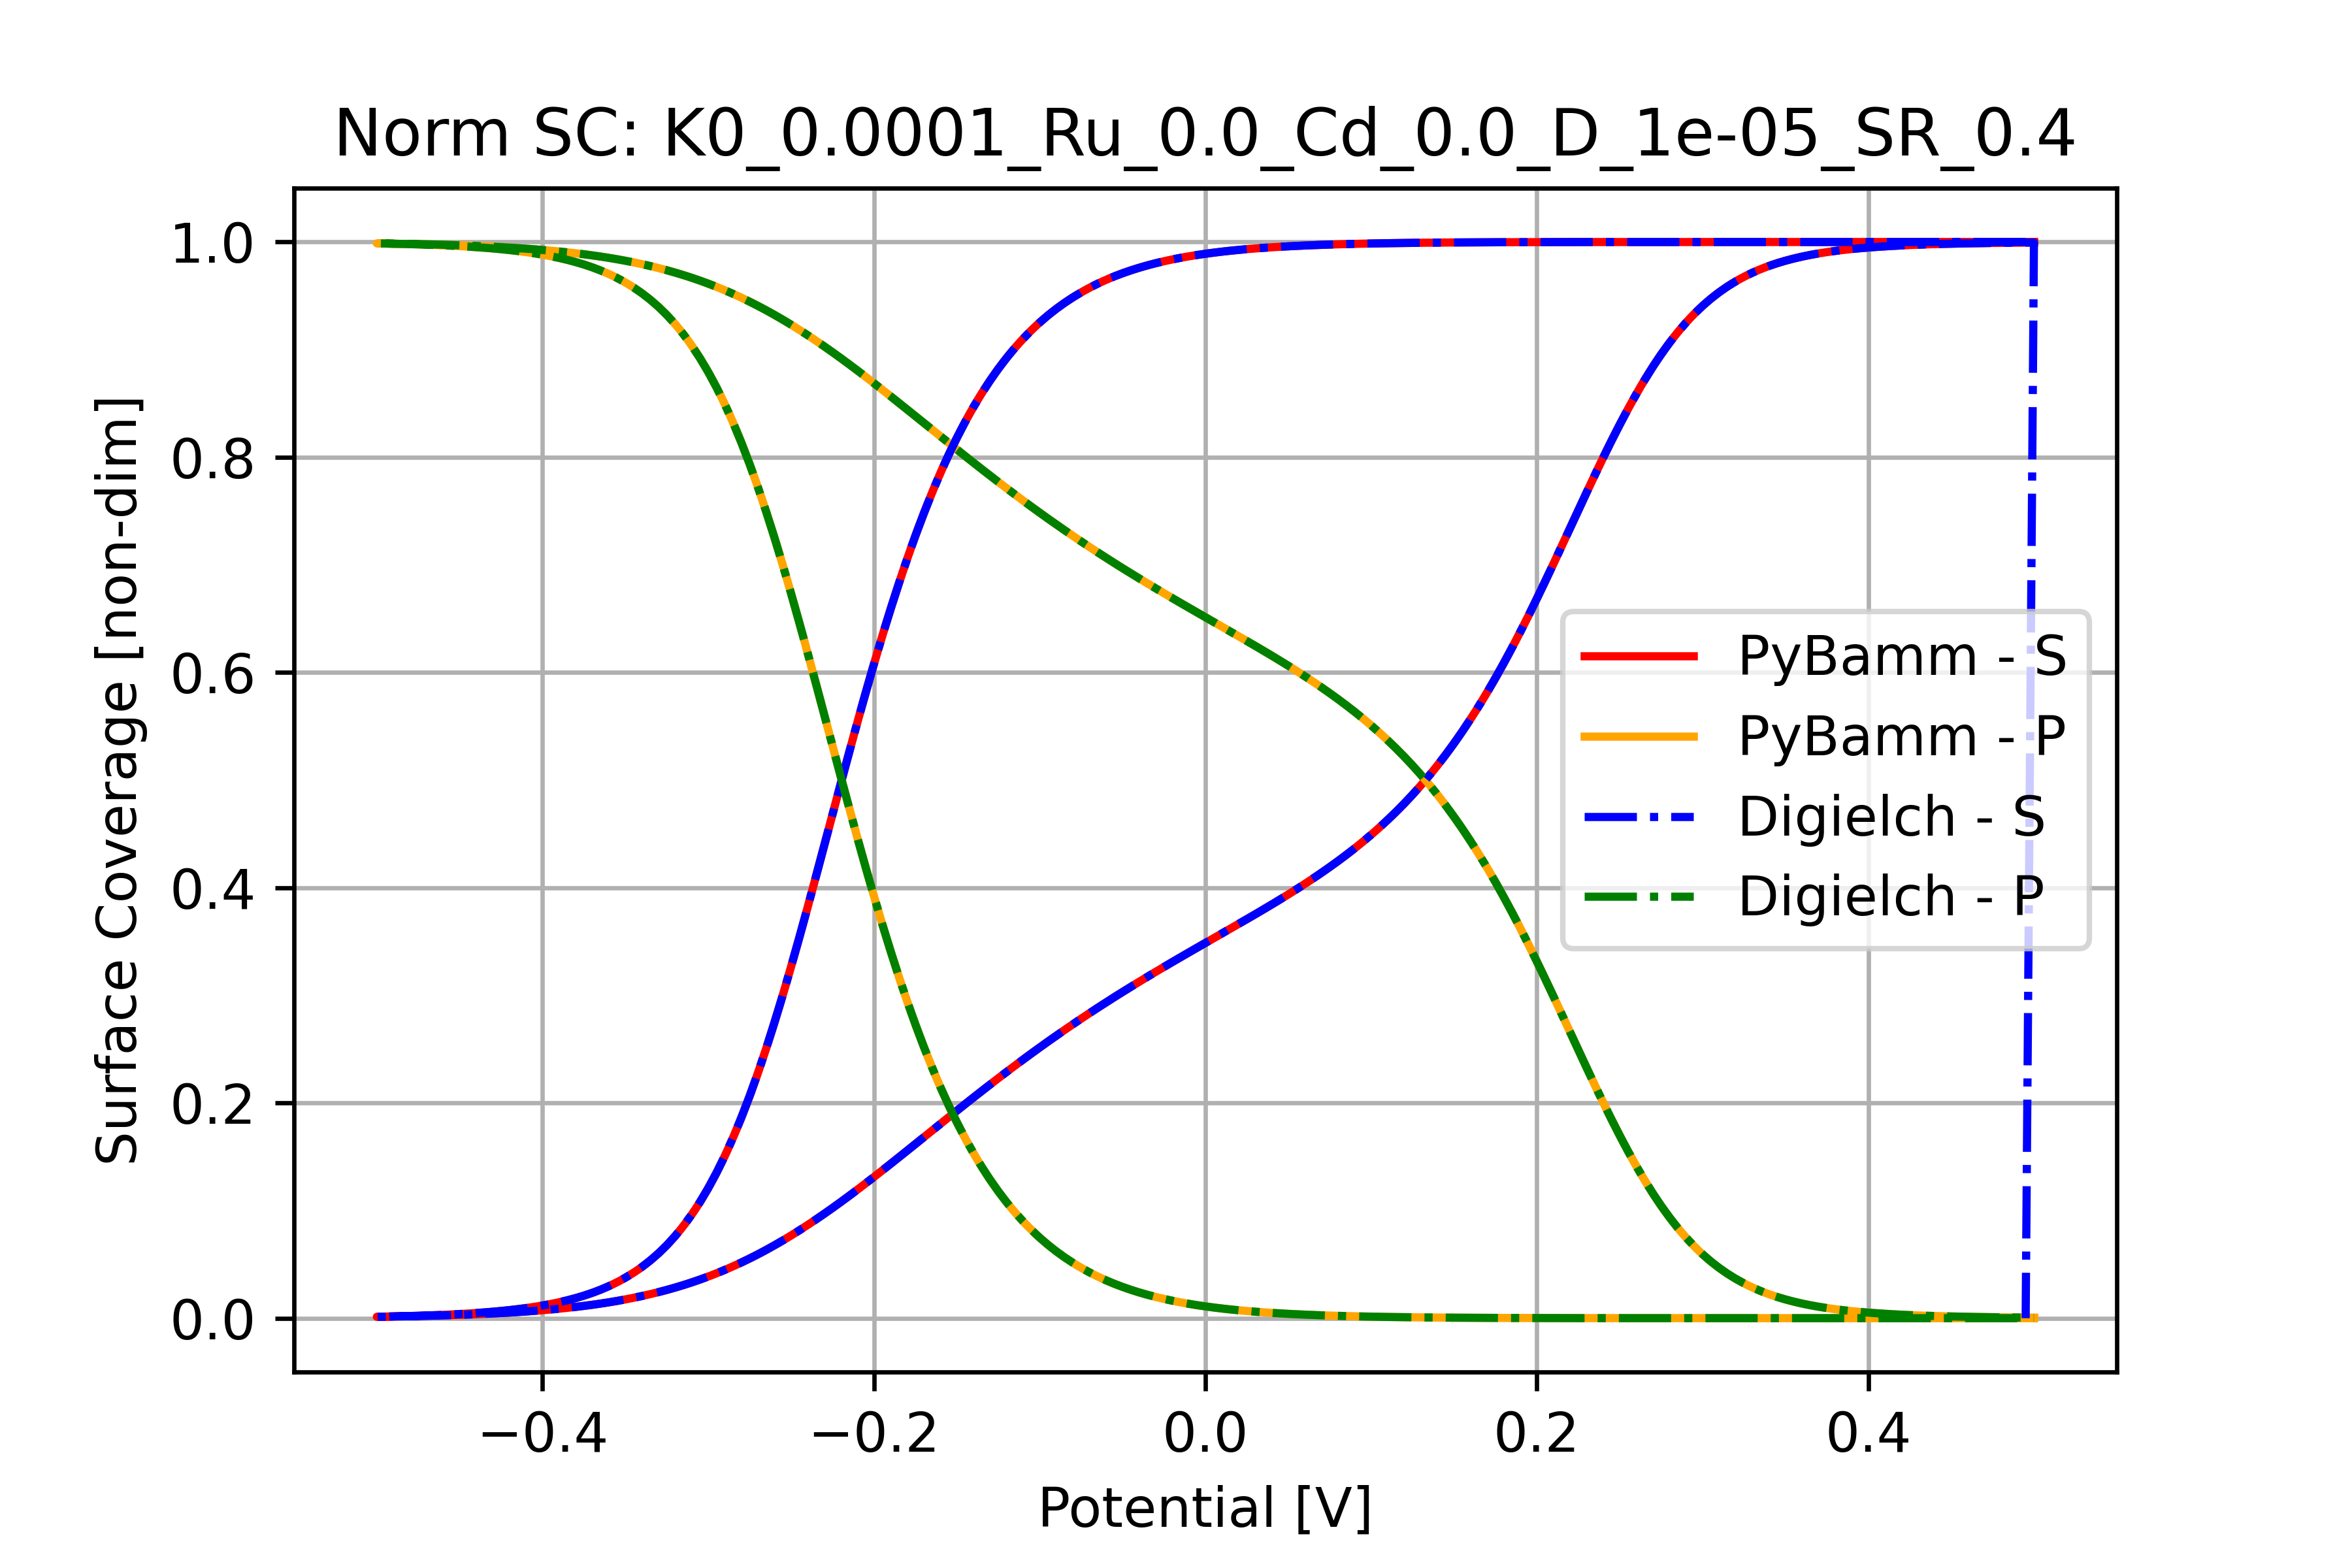 Norm SC: K0_0.0001_Ru_0.0_Cd_0.0_D_1e-05_SR_0.4
Surface Coverage [non-dim]
1.0
0.8
0.6
0.4
0.2
0.0
PyBamm - S
PyBamm - P
Digielch - S
Digielch - P
−0.4 −0.2 0.0 0.2 0.4
Potential [V]